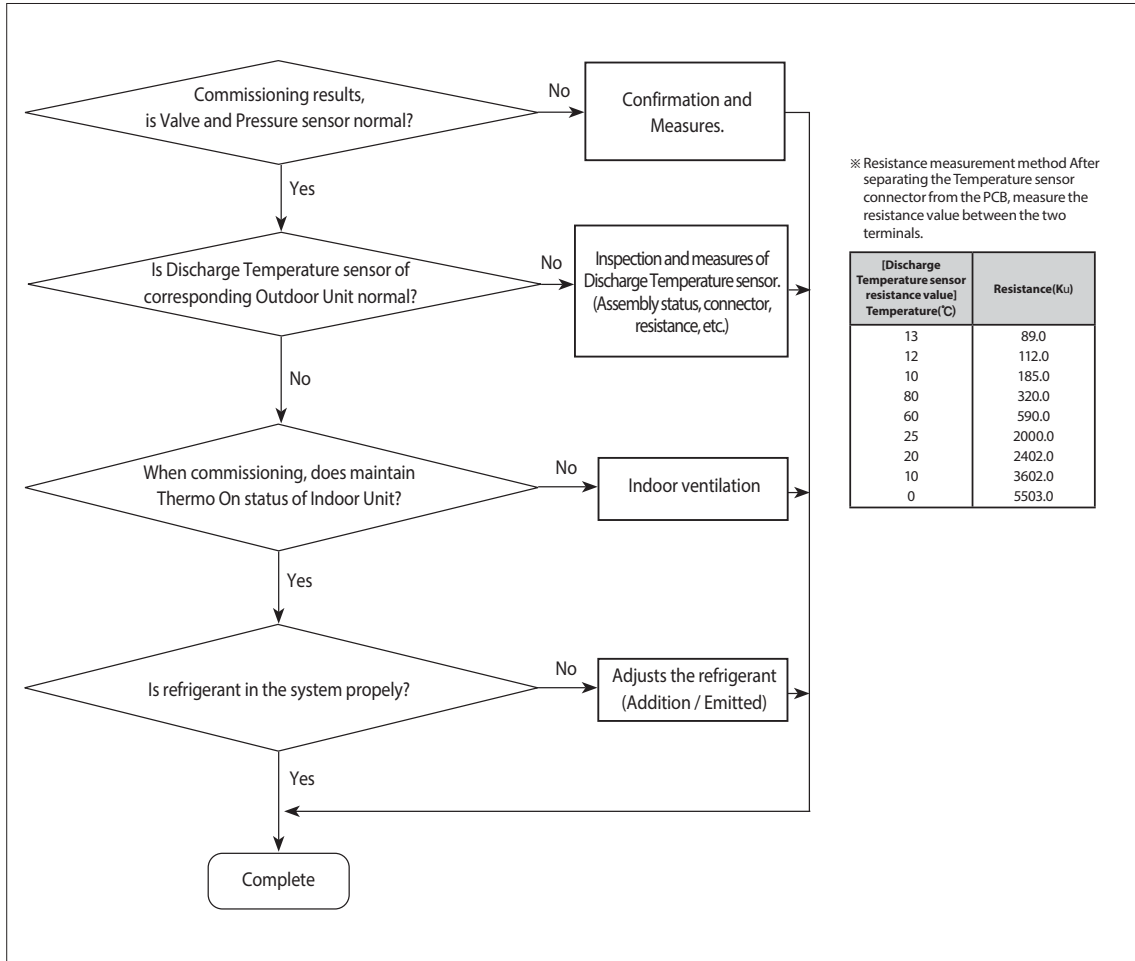 Commissioning results,
is Valve and Pressure sensor normal?
No
Confirmation and
Measures.
Yes
Is Discharge Temperature sensor of
corresponding Outdoor Unit normal?
No
Inspection and measures of
Discharge Temperature sensor.
(Assembly status, connector,
resistance, etc.)
No
When commissioning, does maintain
Thermo On status of Indoor Unit?
No
Indoor ventilation
Yes
Is refrigerant in the system propely?
No
Adjusts the refrigerant
(Addition / Emitted)
Yes
Complete
※ Resistance measurement method After
separating the Temperature sensor
connector from the PCB, measure the
resistance value between the two
terminals.
[Discharge
Temperature sensor
resistance value]
Temperature(℃)
Resistance(Ku)
13 89.0
12 112.0
10 185.0
80 320.0
60 590.0
25 2000.0
20 2402.0
10 3602.0
0 5503.0